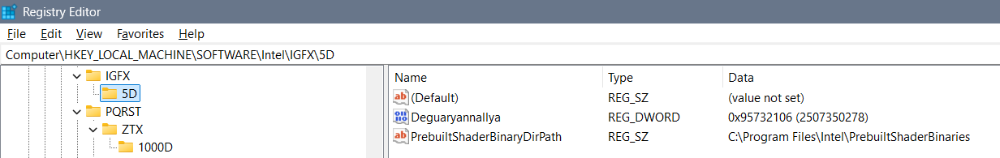 Registry Editor
File Edit View Favorites Help
Computer\HKEY_LOCAL_MACHINE\SOFTWARE\Intel\IGFX\5D
IGFX
5D
PQRST
ZTX
1000D
Name Type Data
(Default) REG_SZ (value not set)
Deguaryannallya REG_DWORD 0x95732106 (2507350278)
PrebuiltShaderBinaryDirPath REG_SZ C:\Program Files\Intel\PrebuiltShaderBinaries